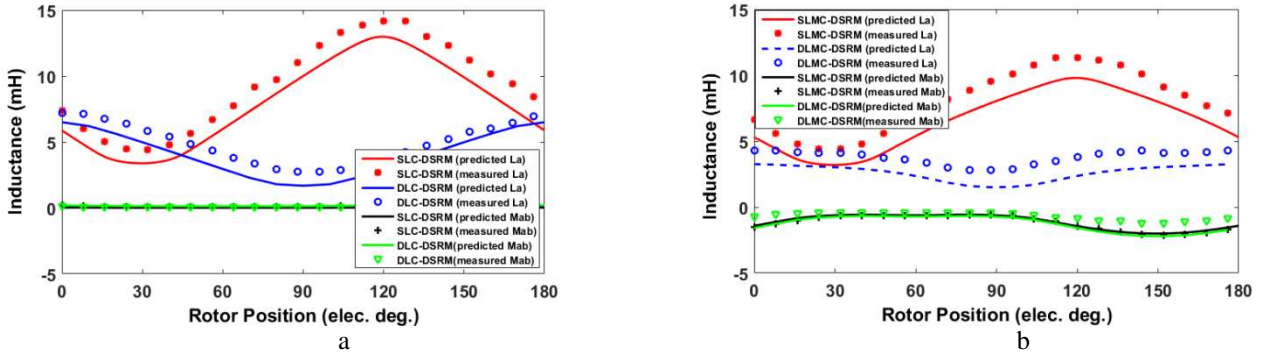 15
10
5
0
-5
Inductance (mH)
SLC-DSRM (predicted La)
SLC-DSRM (measured La)
DLC-DSRM (predicted La)
DLC-DSRM (measured La)
SLC-DSRM (predicted Mab)
SLC-DSRM (measured Mab)
DLC-DSRM(predicted Mab)
DLC-DSRM(measured Mab)
0 30 60 90 120 150 180
Rotor Position (elec. deg.)
a
15
10
5
0
-5
Inductance (mH)
SLMC-DSRM (predicted La)
SLMC-DSRM (measured La)
DLMC-DSRM (predicted La)
DLMC-DSRM (measured La)
SLMC-DSRM (predicted Mab)
SLMC-DSRM (measured Mab)
DLMC-DSRM(predicted Mab)
DLMC-DSRM(measured Mab)
0 30 60 90 120 150 180
Rotor Position (elec. deg.)
b